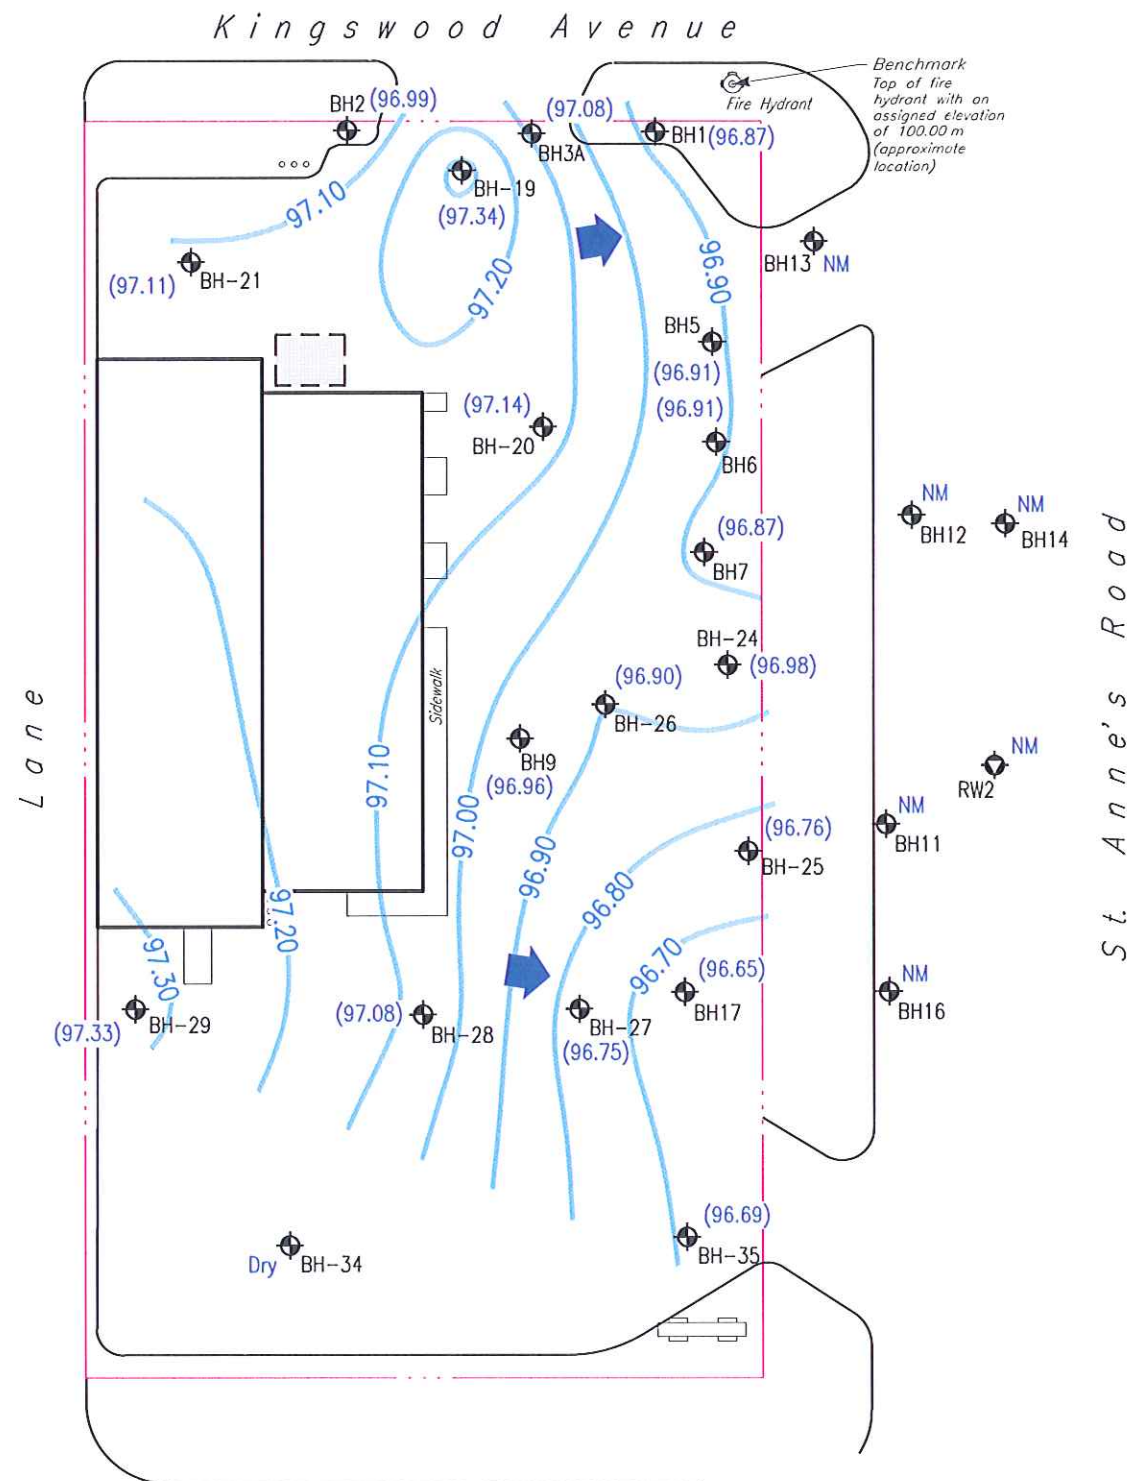 Kingswood Avenue
Benchmark
Top of fire
hydrant with an
assigned elevation
of 100.00 m
(approximate
location)
Fire Hydrant
BH2 (96.99)
(97.08)
BH3A
BH1 (96.87)
BH-19
(97.34)
97.10
97.20
96.90
BH13 NM
(97.11)
BH-21
BH5
(96.91)
(96.91)
BH6
(97.14)
BH-20
NM
BH12
NM
BH14
(96.87)
BH7
BH-24
(96.98)
(96.90)
BH-26
Sidewalk
Lane
St. Anne's Road
BH9
(96.96)
NM
RW2
97.10
97.00
96.90
(96.76)
BH-25
NM
BH11
96.80
97.20
97.30
96.70
(96.65)
BH17
NM
BH16
(97.33)
BH-29
(97.08)
BH-28
BH-27
(96.75)
(96.69)
BH-35
Dry
BH-34